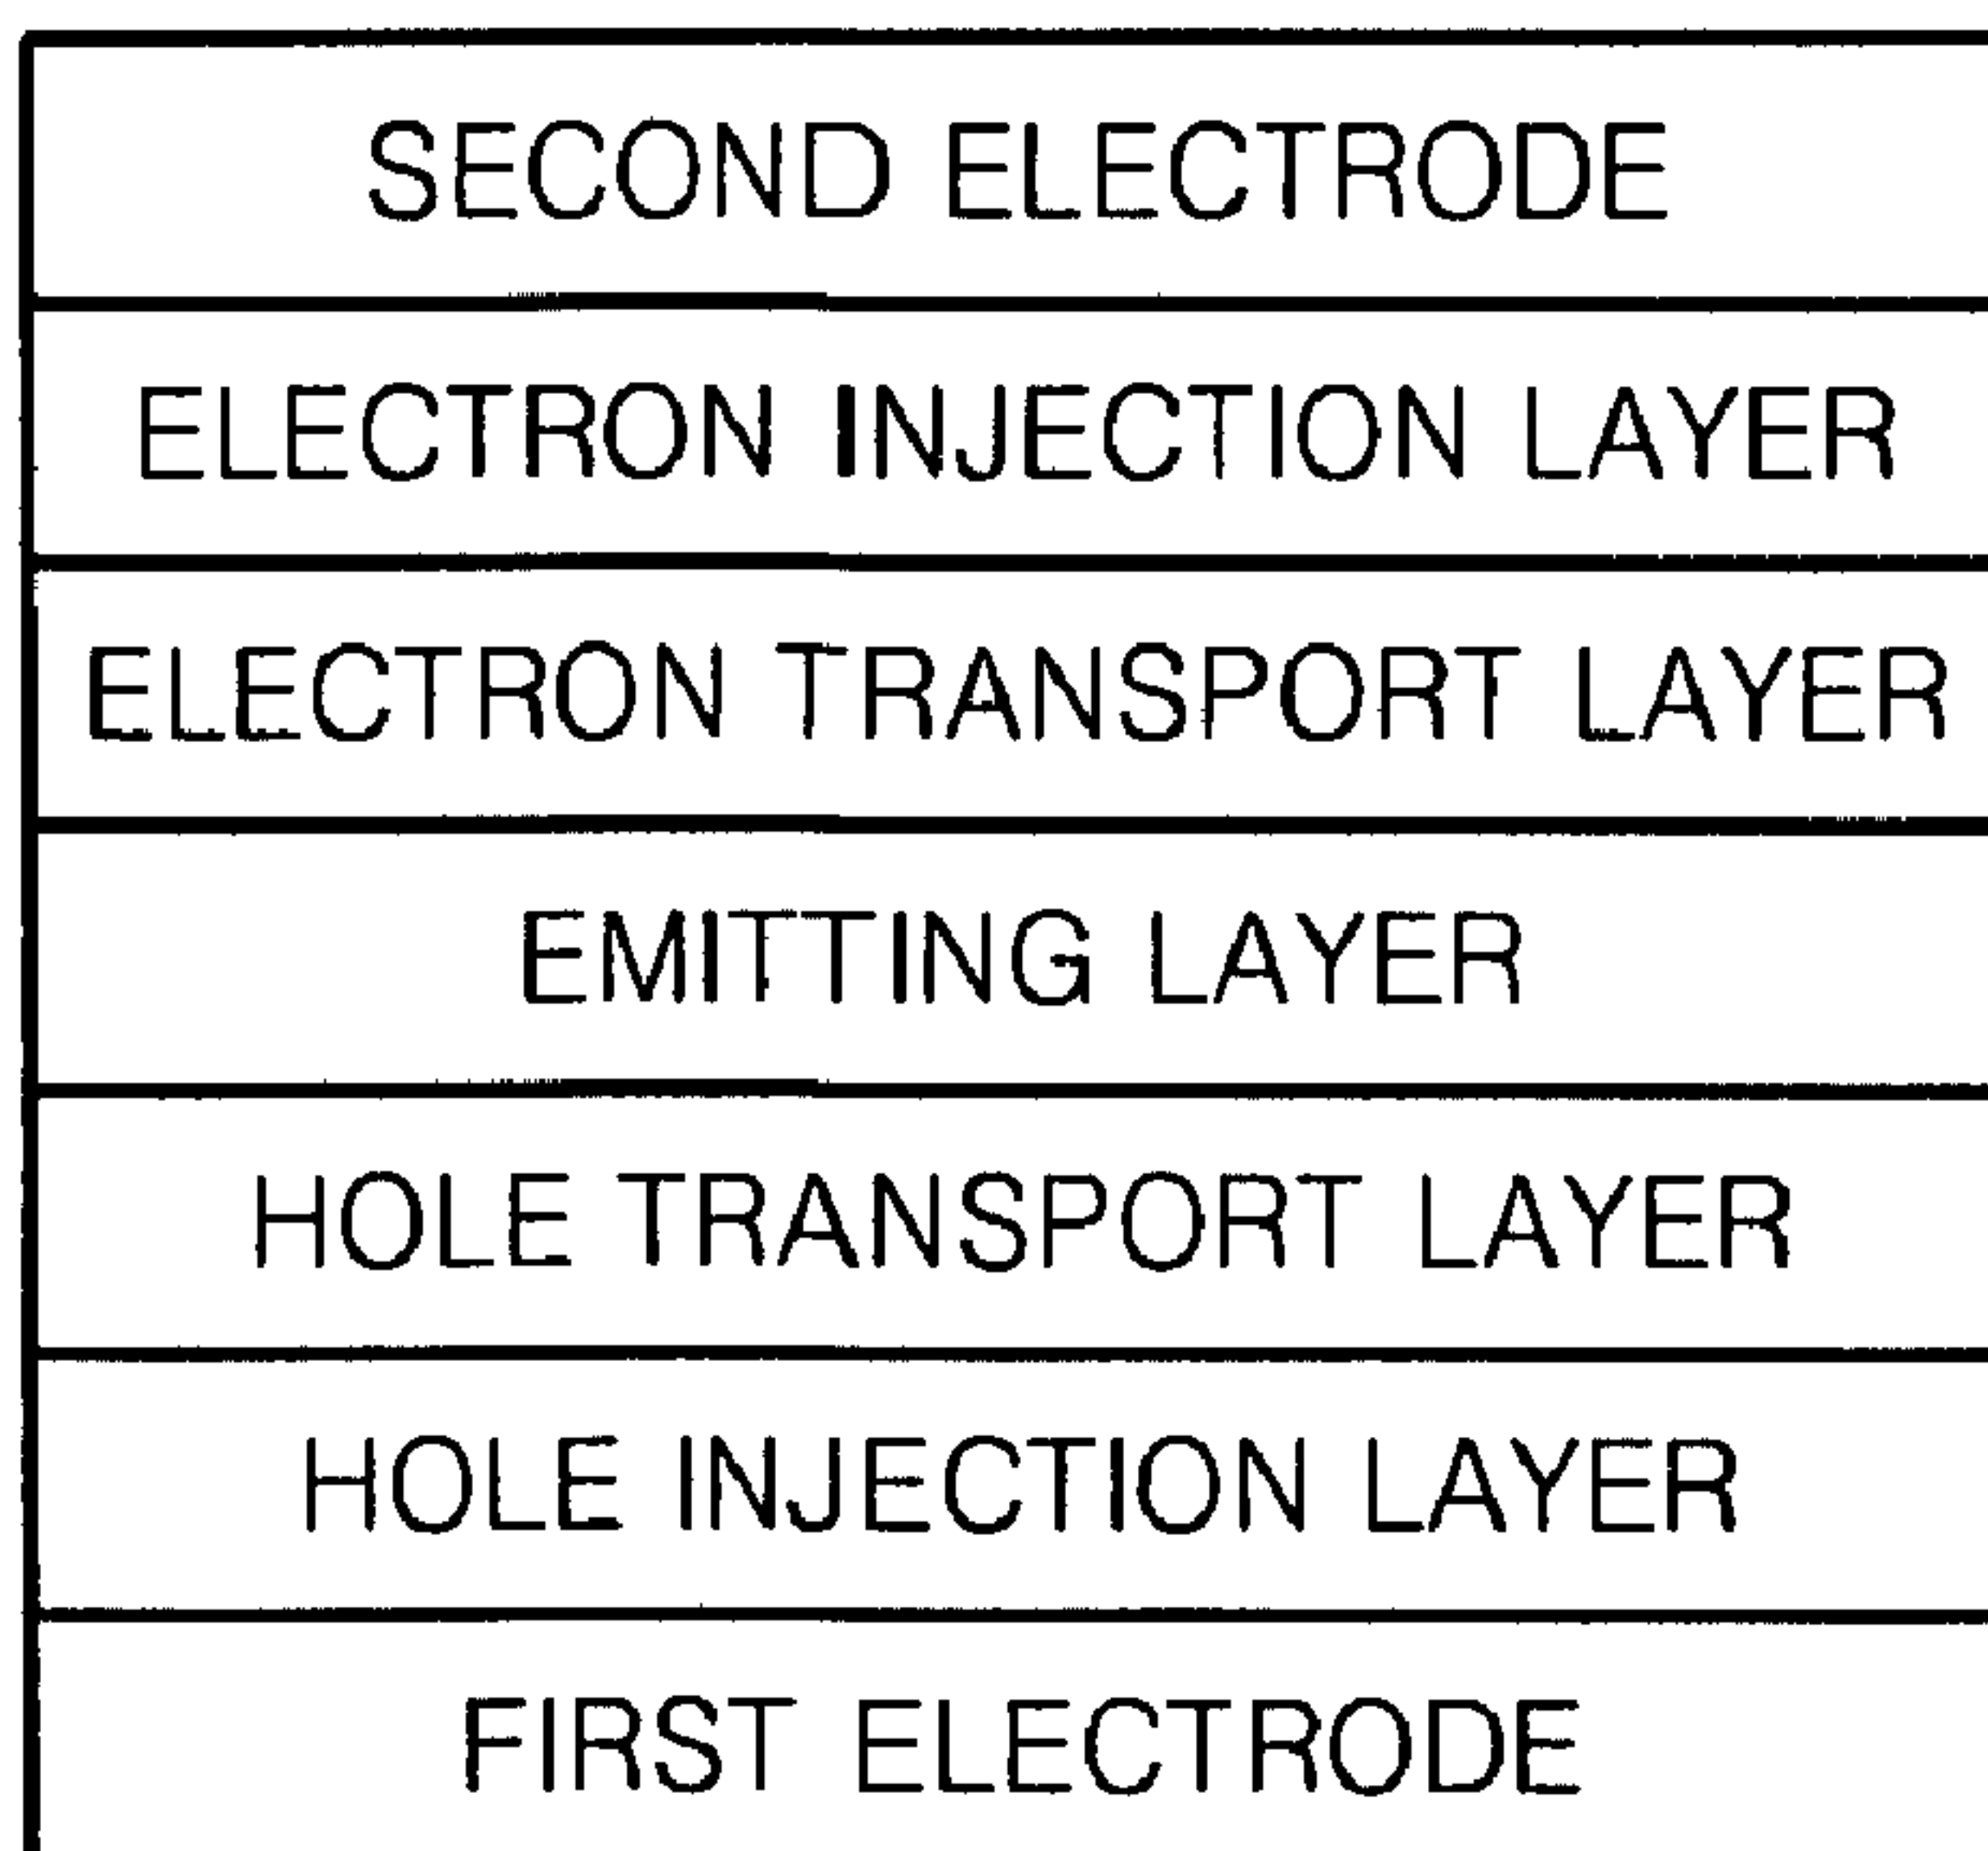 SECOND ELECTRODE
ELECTRON INJECTION LAYER
ELECTRON TRANSPORT LAYER
EMITTING LAYER
HOLE TRANSPORT LAYER
HOLE INJECTION LAYER
FIRST ELECTRODE